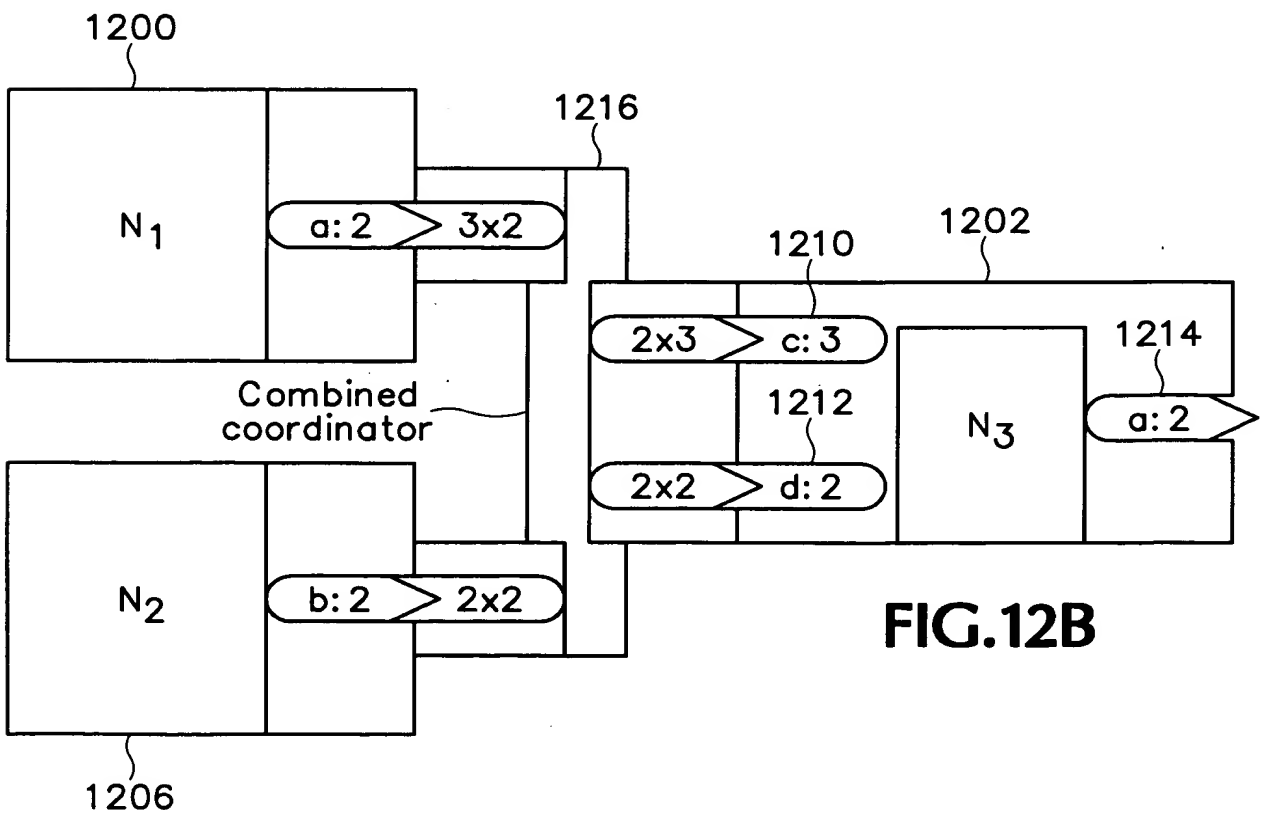 1200
1216
N1
a: 2
3x2
1202
1210
2x3
c: 3
1214
a: 2
Combined
coordinator
1212
N3
2x2
d: 2
N2
b: 2
2x2
FIG.12B
1206